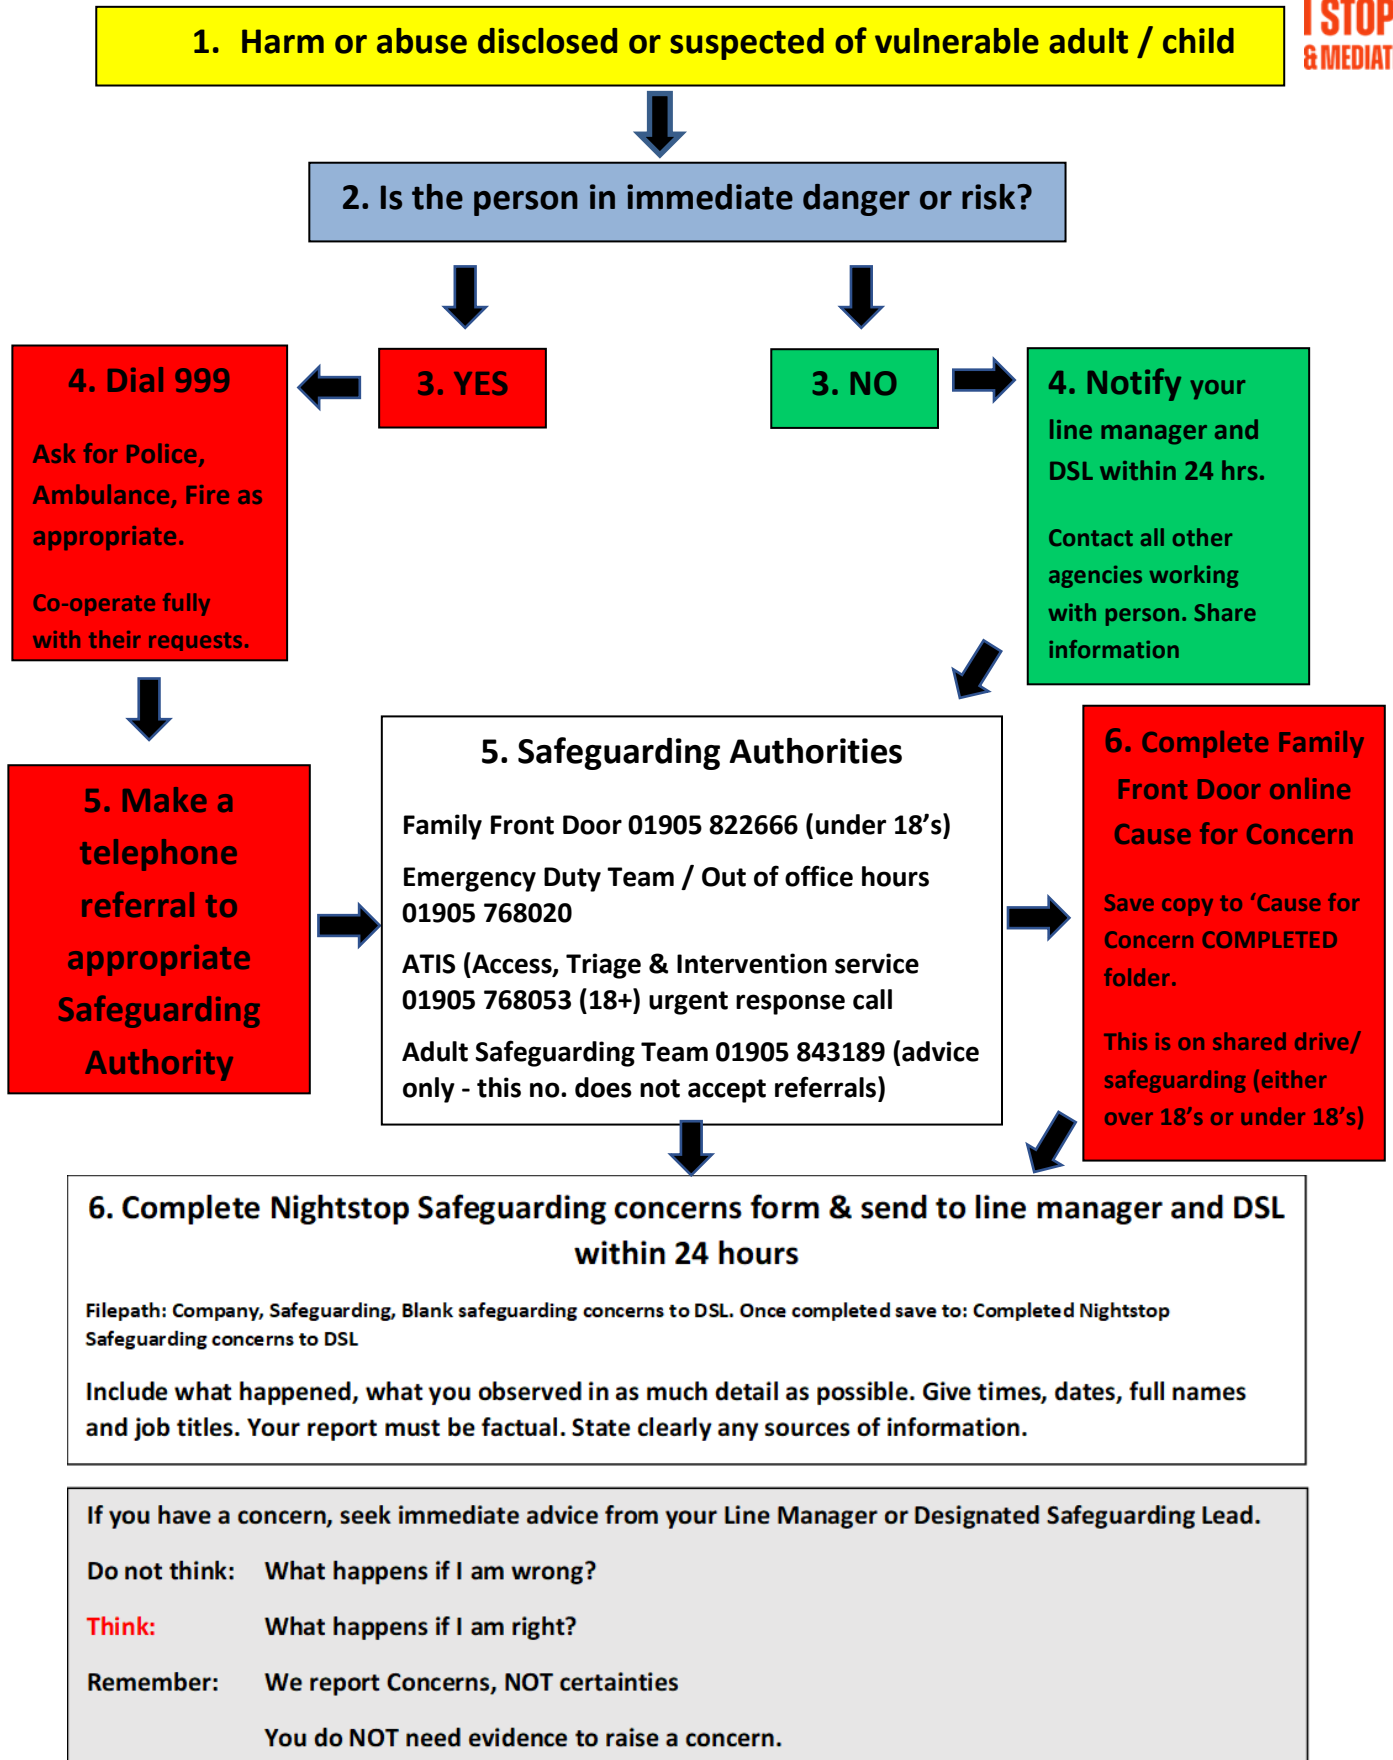 I STOP
& MEDIAT
1. Harm or abuse disclosed or suspected of vulnerable adult / child
2. Is the person in immediate danger or risk?
4. Dial 999
Ask for Police,
Ambulance, Fire as
appropriate.
Co-operate fully
with their requests.
3. YES
3. NO
4. Notify your
line manager and
DSL within 24 hrs.
Contact all other
agencies working
with person. Share
information
5. Make a
telephone
referral to
appropriate
Safeguarding
Authority
5. Safeguarding Authorities
Family Front Door 01905 822666 (under 18’s)
Emergency Duty Team / Out of office hours
01905 768020
ATIS (Access, Triage & Intervention service
01905 768053 (18+) urgent response call
Adult Safeguarding Team 01905 843189 (advice
only - this no. does not accept referrals)
6. Complete Family
Front Door online
Cause for Concern
Save copy to ‘Cause for
Concern COMPLETED
folder.
This is on shared drive/
safeguarding (either
over 18’s or under 18’s)
6. Complete Nightstop Safeguarding concerns form & send to line manager and DSL
within 24 hours
Filepath: Company, Safeguarding, Blank safeguarding concerns to DSL. Once completed save to: Completed Nightstop
Safeguarding concerns to DSL
Include what happened, what you observed in as much detail as possible. Give times, dates, full names
and job titles. Your report must be factual. State clearly any sources of information.
If you have a concern, seek immediate advice from your Line Manager or Designated Safeguarding Lead.
Do not think: What happens if I am wrong?
Think: What happens if I am right?
Remember: We report Concerns, NOT certainties
You do NOT need evidence to raise a concern.